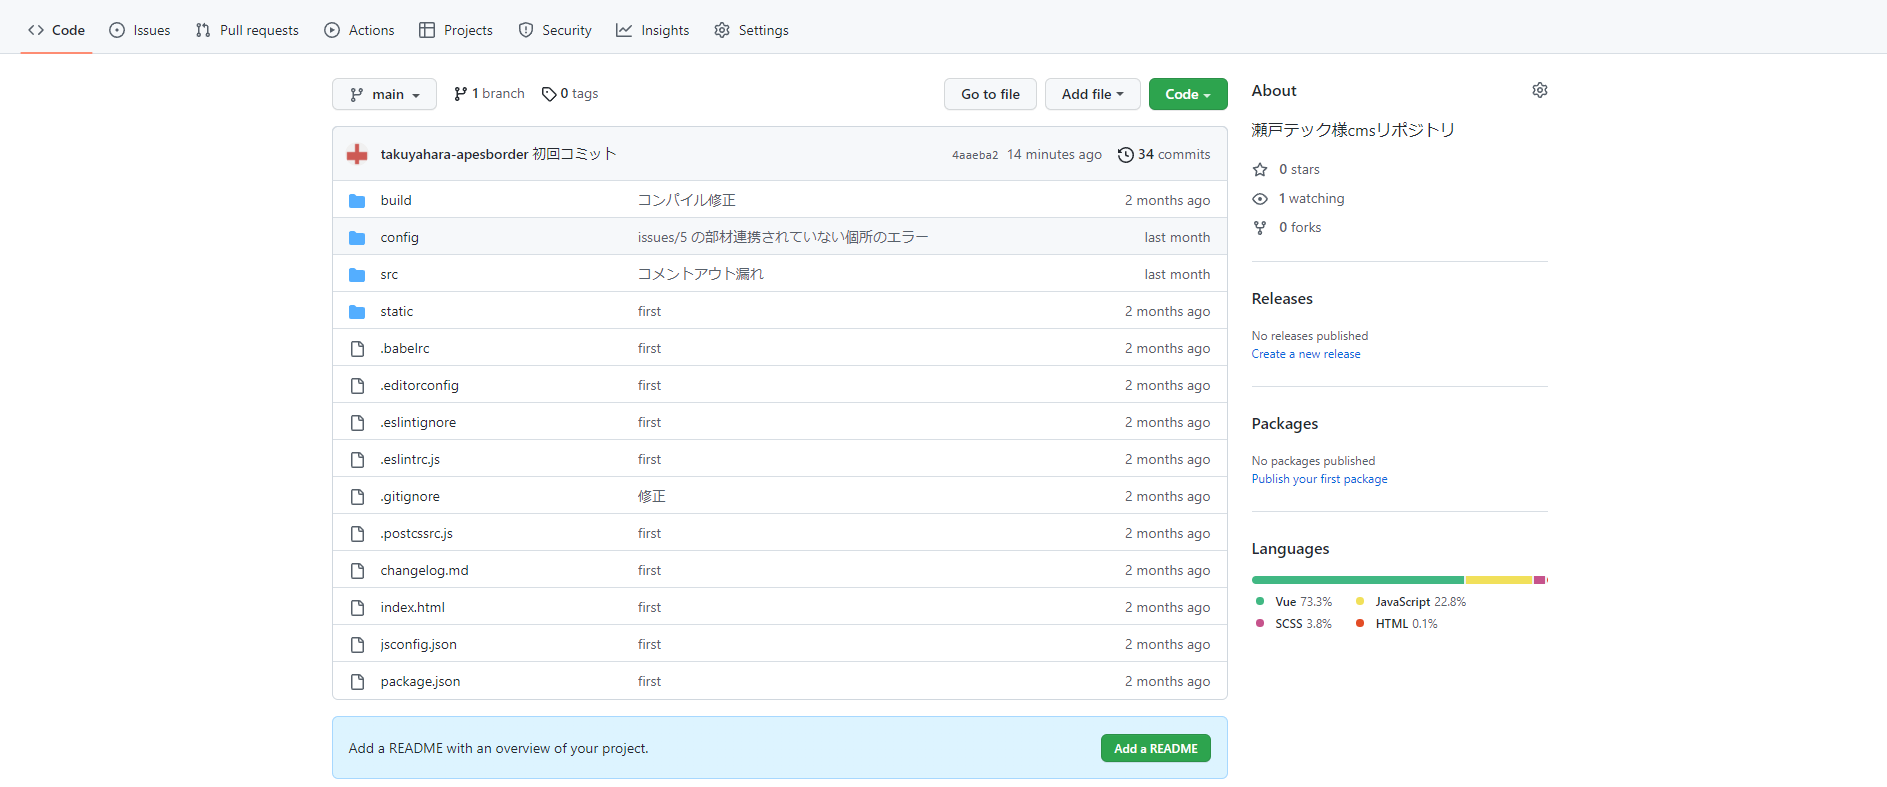 Code Issues Pull requests Actions Projects Security Insights Settings
main 1 branch 0 tags Go to file Add file Code
takuyahara-apesborder 初回コミット 4aaeba2 14 minutes ago 34 commits
build コンパイル修正 2 months ago
config issues/5 の部材連携されていない個所のエラー last month
src コメントアウト漏れ last month
static first 2 months ago
.babelrc first 2 months ago
.editorconfig first 2 months ago
.eslintignore first 2 months ago
.eslintrc.js first 2 months ago
.gitignore 修正 2 months ago
.postcssrc.js first 2 months ago
changelog.md first 2 months ago
index.html first 2 months ago
jsconfig.json first 2 months ago
package.json first 2 months ago
Add a README with an overview of your project. Add a README
About
瀬戸テック様cmsリポジトリ
0 stars
1 watching
0 forks
Releases
No releases published
Create a new release
Packages
No packages published
Publish your first package
Languages
Vue 73.3% JavaScript 22.8%
SCSS 3.8% HTML 0.1%